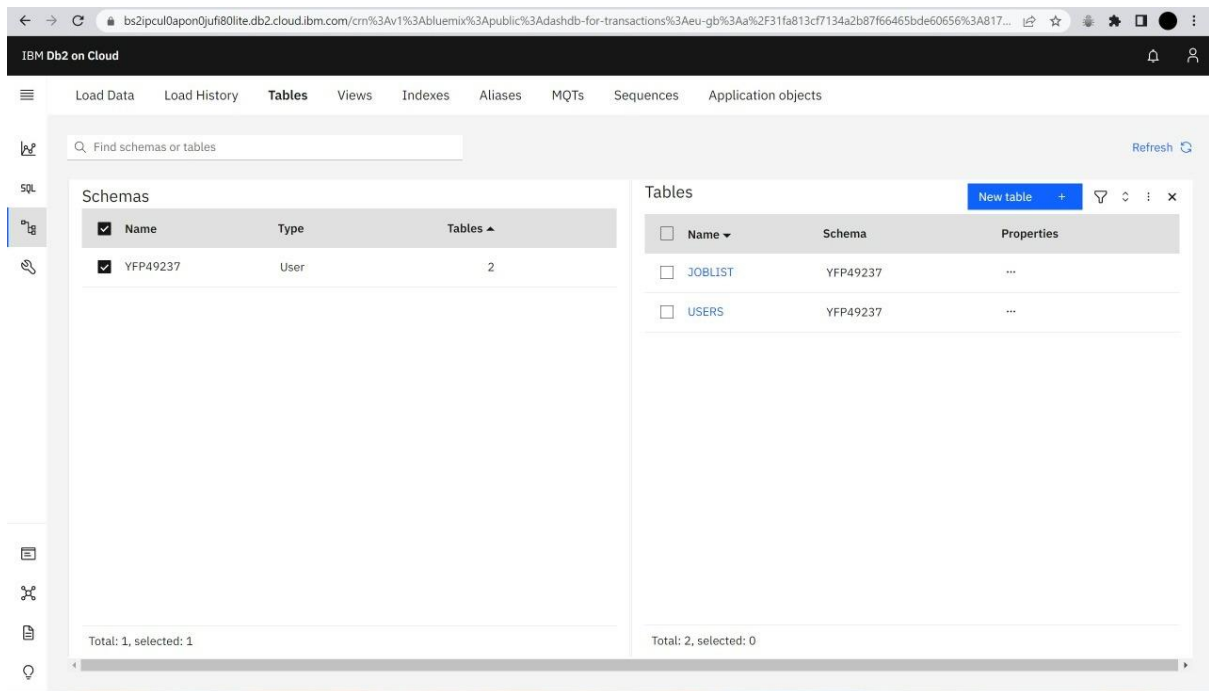 bs2ipcul0apon0jufi80lite.db2.cloud.ibm.com/crn%3Av1%3Abluemix%3Apublic%3Adashdb-for-transactions%3Aeu-gb%3Aa%2F31fa813cf7134a2b87f66465bde60656%3A817...
IBM Db2 on Cloud
Load Data Load History Tables Views Indexes Aliases MQTs Sequences Application objects
Find schemas or tables Refresh
SQL
Schemas
Name Type Tables
YFP49237 User 2
Total: 1, selected: 1
Tables New table +
Name Schema Properties
JOBLIST YFP49237 ...
USERS YFP49237 ...
Total: 2, selected: 0